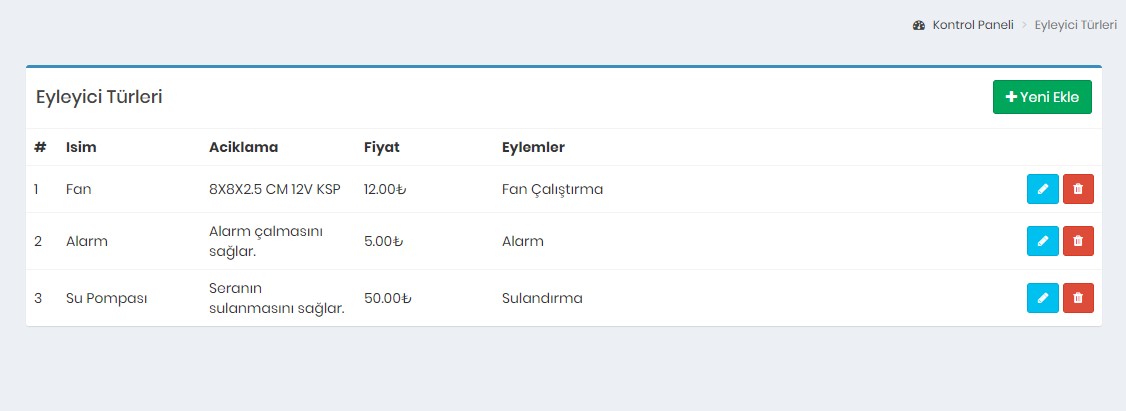 Kontrol Paneli > Eyleyici Türleri
Eyleyici Türleri
Yeni Ekle
# Isim Aciklama Fiyat Eylemler
1 Fan 8X8X2.5 CM 12V KSP 12.00₺ Fan Çalıştırma
2 Alarm Alarm çalmasını sağlar. 5.00₺ Alarm
3 Su Pompası Seranın sulanmasını sağlar. 50.00₺ Sulandırma